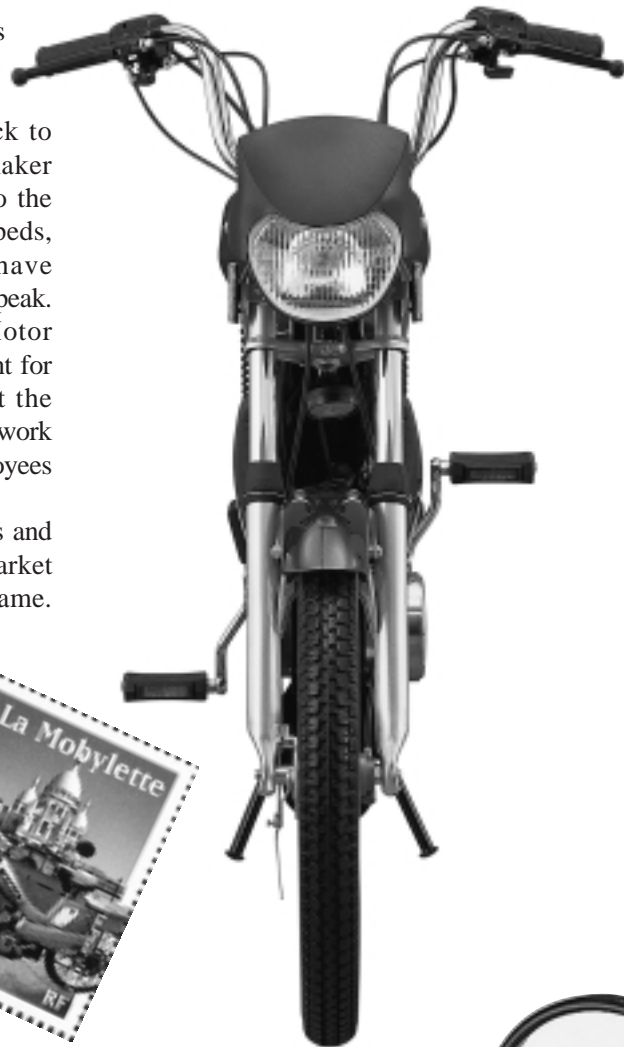 s
ck to
aker
o the
peds,
have
peak.
otor
nt for
t the
work
oyees
s and
arket
ame.
La Mobylette
RF